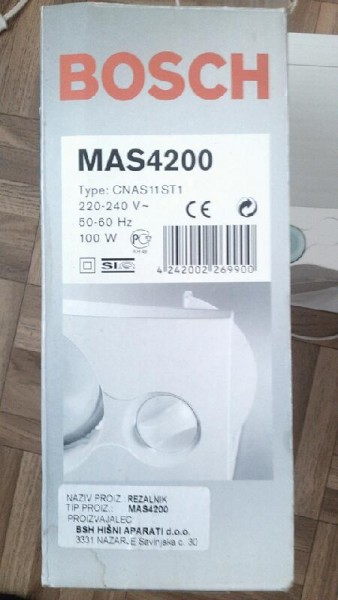 BOSCH
MAS4200
Type: CNAS11ST1
220-240 V~
50-60 Hz
100 W
CE
PC
SI
4 242002 269900
NAZIV PROIZ REZALNIK
TIP PROIZ.: MAS4200
PROIZVAJALEC
BSH HIŠNI APARATI d.o.o.
3331 NAZARJE Savinjska c. 30